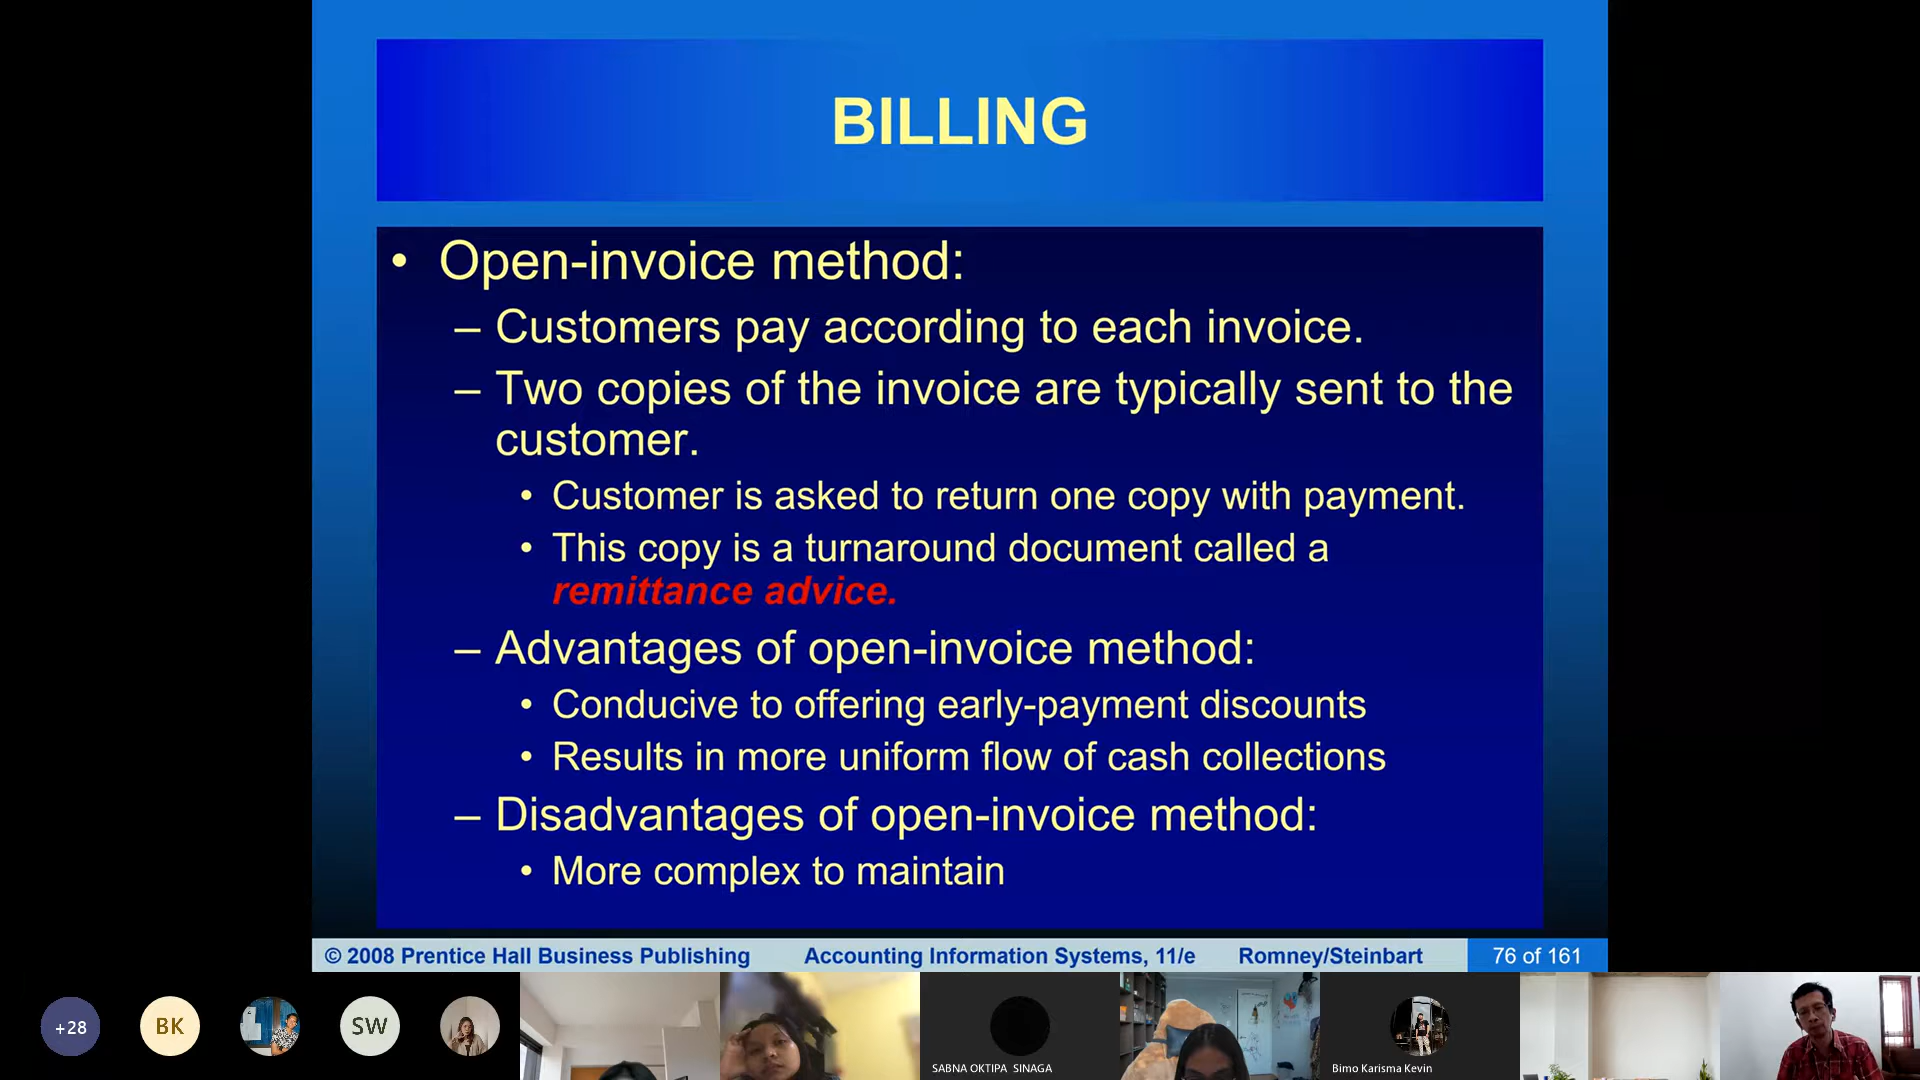 BILLING
• Open-invoice method:
– Customers pay according to each invoice.
– Two copies of the invoice are typically sent to the
customer.
• Customer is asked to return one copy with payment.
• This copy is a turnaround document called a
remittance advice.
– Advantages of open-invoice method:
• Conducive to offering early-payment discounts
• Results in more uniform flow of cash collections
– Disadvantages of open-invoice method:
• More complex to maintain
© 2008 Prentice Hall Business Publishing Accounting Information Systems, 11/e Romney/Steinbart 76 of 161
+28 BK SW
SABNA OKTIPA SINAGA
Bimo Karisma Kevin